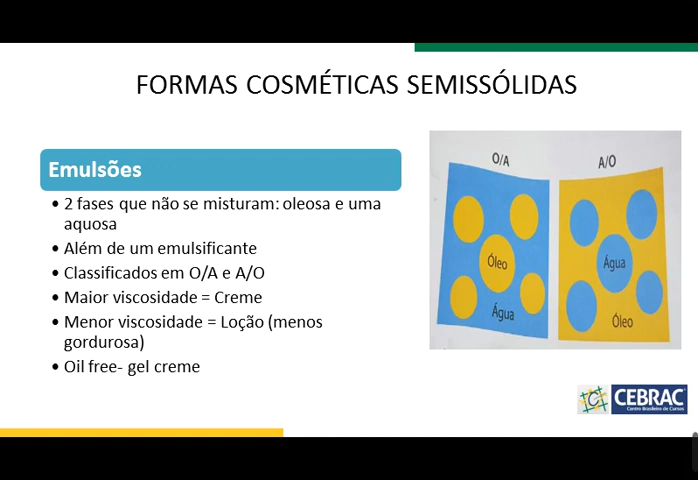 FORMAS COSMÉTICAS SEMISSÓLIDAS
Emulsões
• 2 fases que não se misturam: oleosa e uma
aquosa
• Além de um emulsificante
• Classificados em O/A e A/O
• Maior viscosidade = Creme
• Menor viscosidade = Loção (menos
gordurosa)
• Oil free- gel creme
O/A
Óleo
Água
A/O
Água
Óleo
CEBRAC
Centro Brasileiro de Cursos